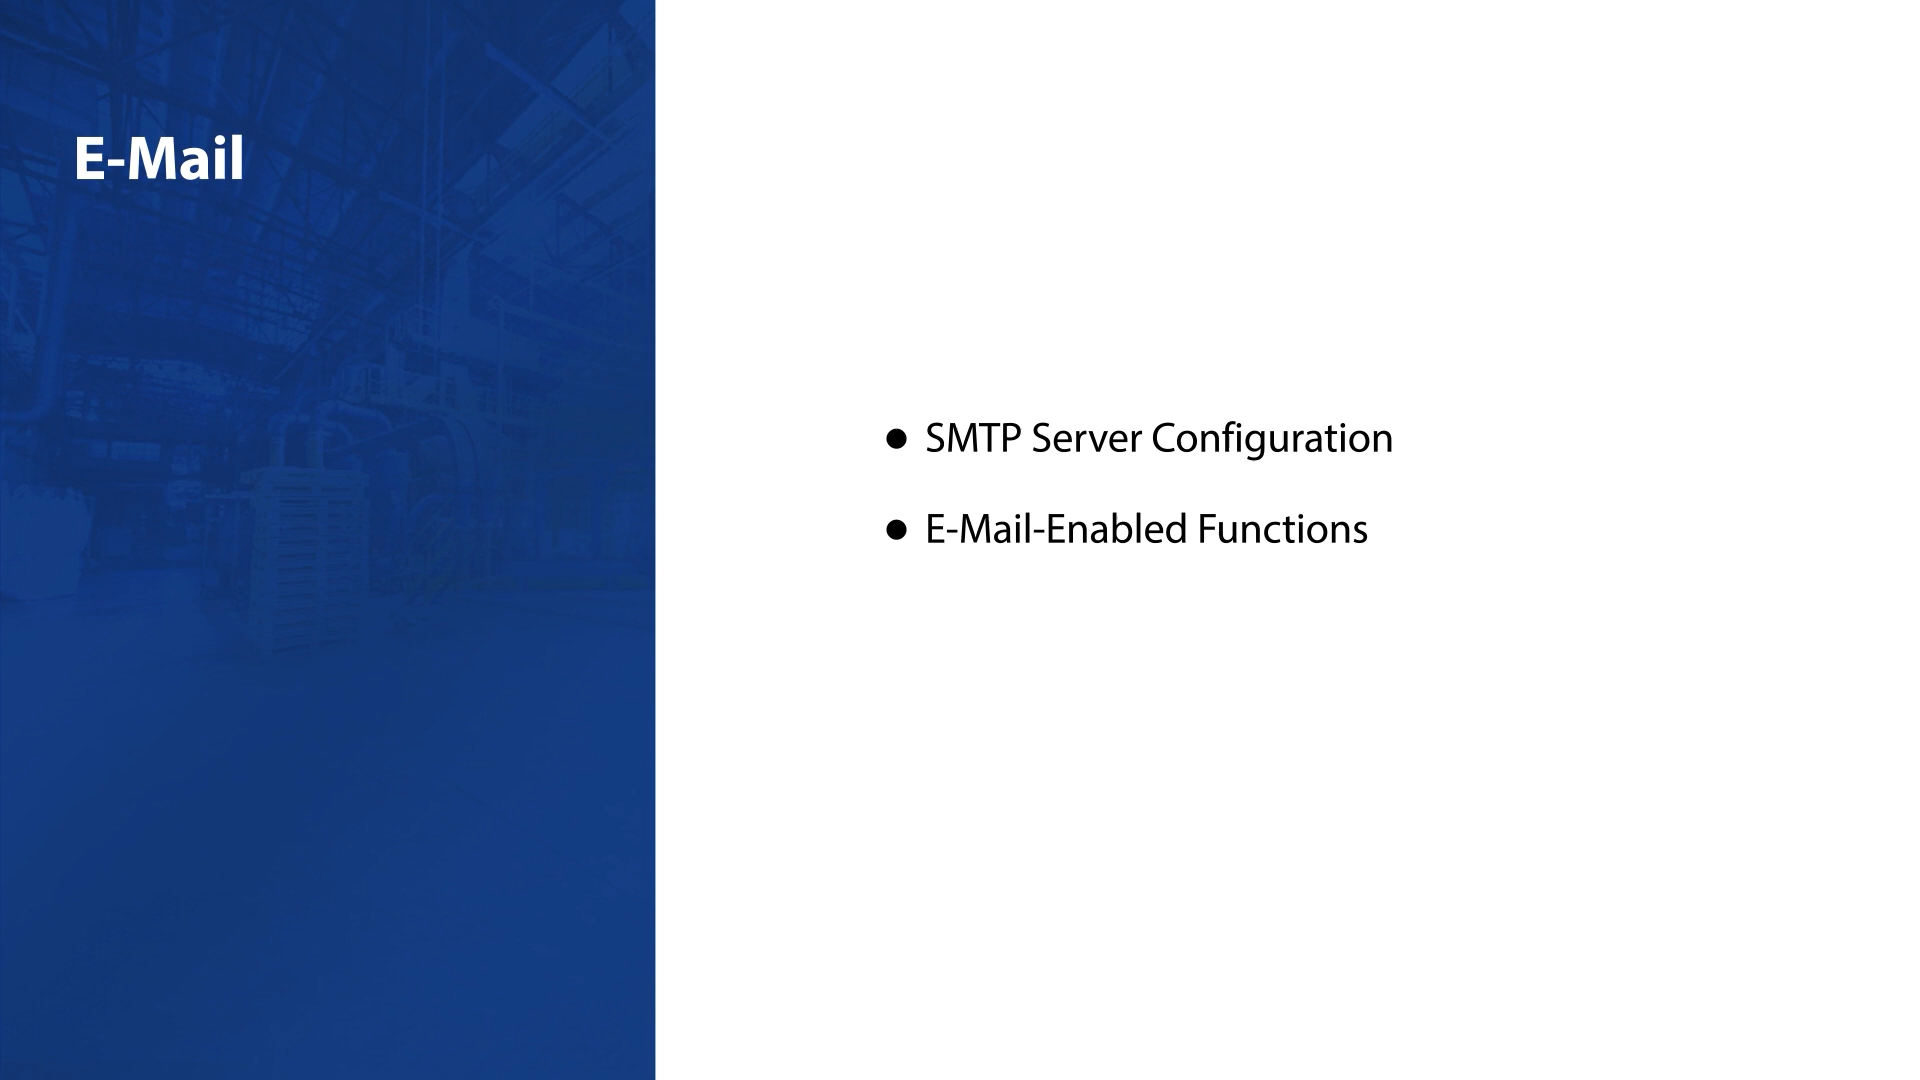 E-Mail
● SMTP Server Configuration
● E-Mail-Enabled Functions